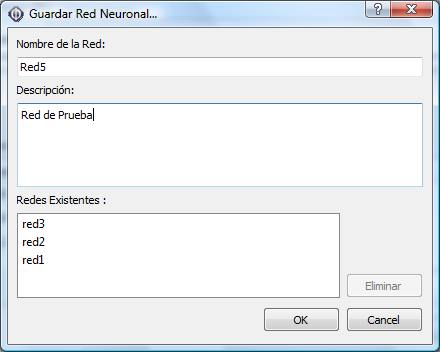 Guardar Red Neuronal...
Nombre de la Red:
Red5
Descripción:
Red de Prueba
Redes Existentes :
red3
red2
red1
Eliminar
OK
Cancel